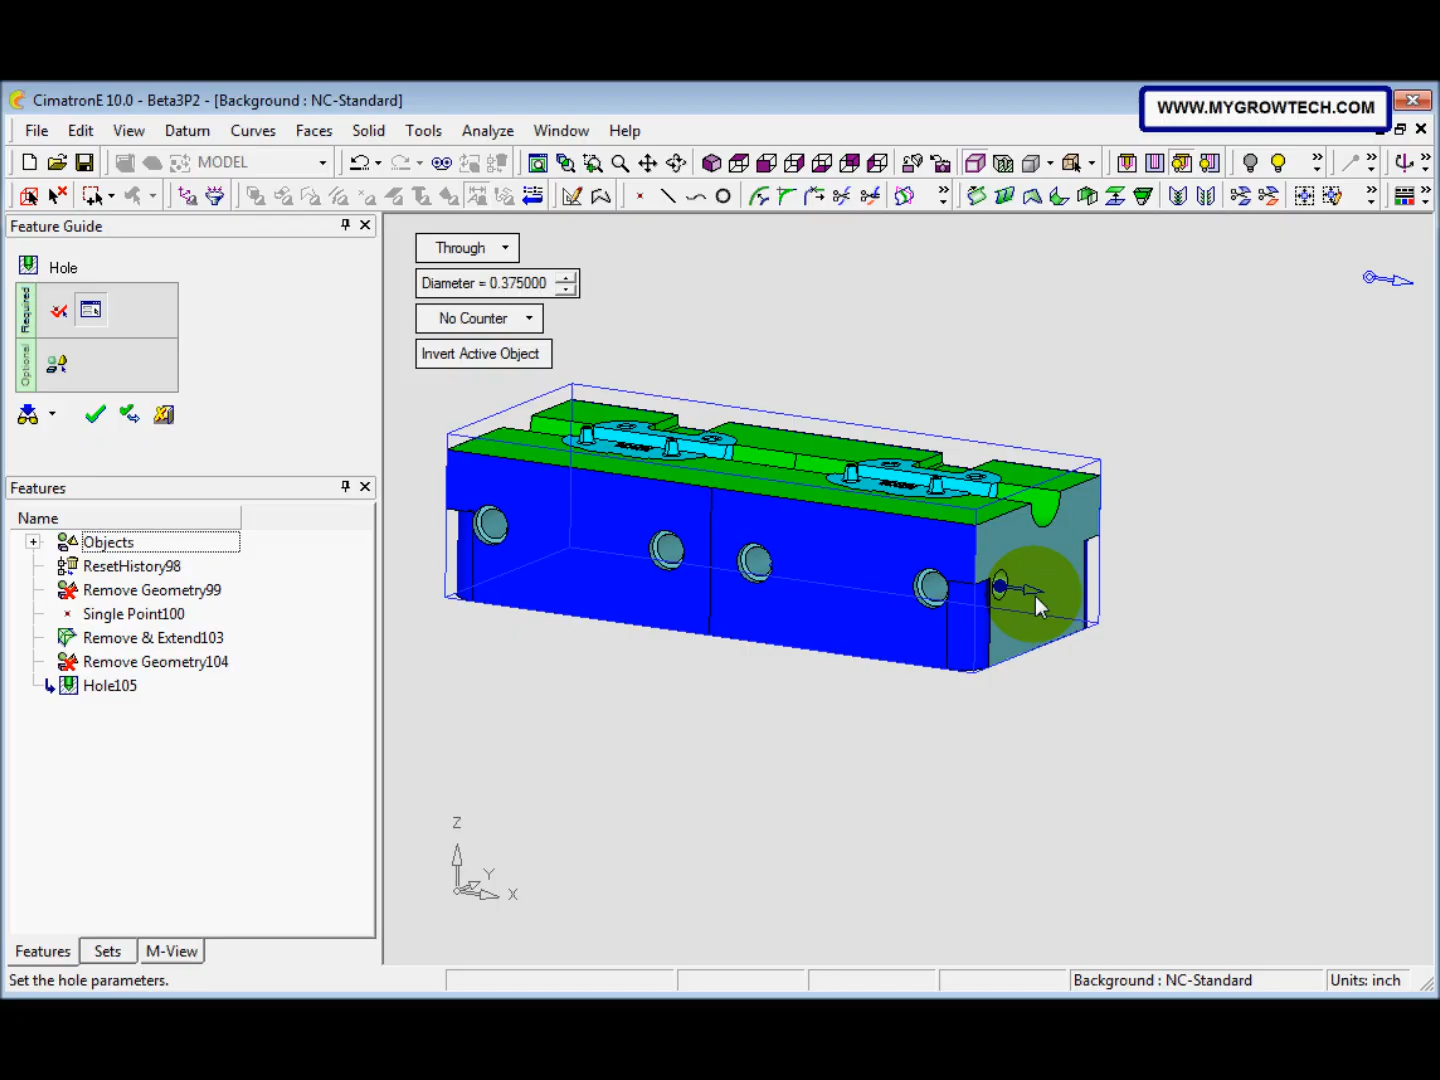 CimatronE 10.0 - Beta3P2 - [Background : NC-Standard]
WWW.MYGROWTECH.COM
File Edit View Datum Curves Faces Solid Tools Analyze Window Help
MODEL
Feature Guide
Hole
Required
Optional
Through
Diameter = 0.375000
No Counter
Invert Active Object
Features
Name
Objects
ResetHistory98
Remove Geometry99
Single Point100
Remove & Extend103
Remove Geometry104
Hole105
Z
Y
X
Features Sets M-View
Set the hole parameters.
Background : NC-Standard
Units: inch